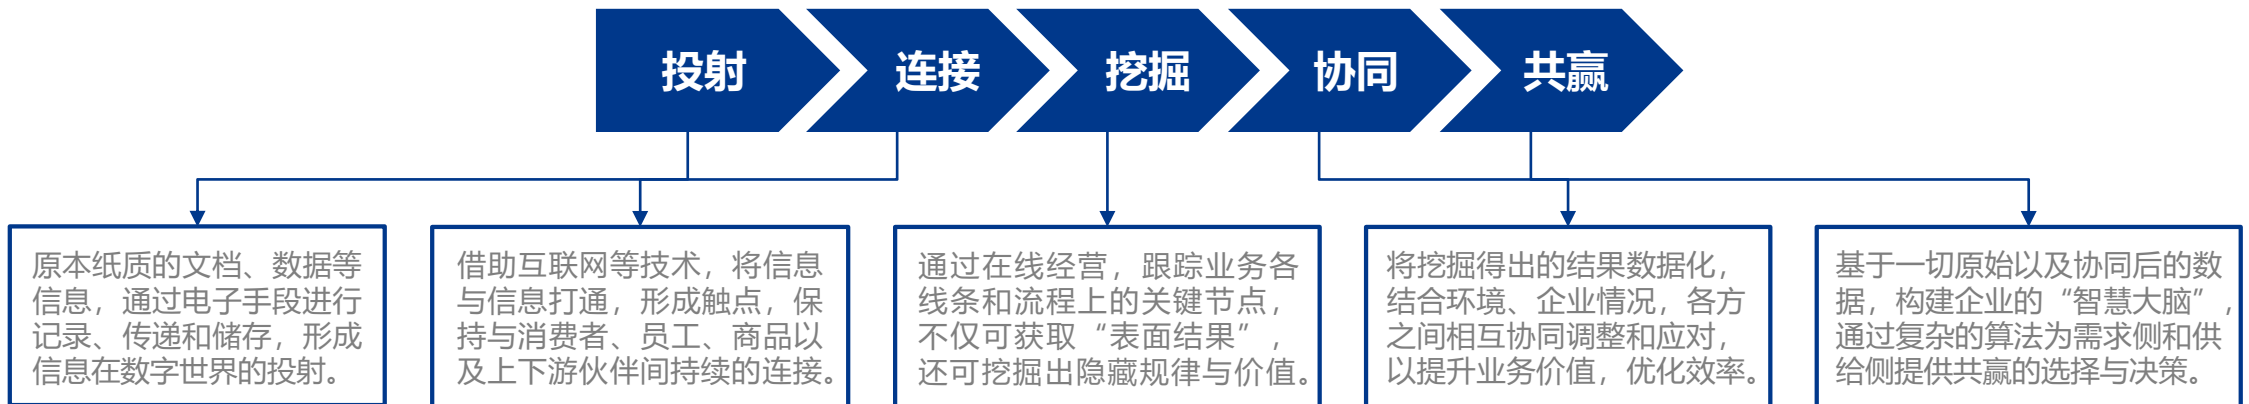 投射
连接
挖掘
协同
共赢
原本纸质的文档、数据等
信息，通过电子手段进行
记录、传递和储存，形成
信息在数字世界的投射。
借助互联网等技术，将信息
与信息打通，形成触点，保
持与消费者、员工、商品以
及上下游伙伴间持续的连接。
通过在线经营，跟踪业务各
线条和流程上的关键节点，
不仅可获取“表面结果”，
还可挖掘出隐藏规律与价值。
将挖掘得出的结果数据化，
结合环境、企业情况，各方
之间相互协同调整和应对，
以提升业务价值，优化效率。
基于一切原始以及协同后的数
据，构建企业的“智慧大脑”，
通过复杂的算法为需求侧和供
给侧提供共赢的选择与决策。